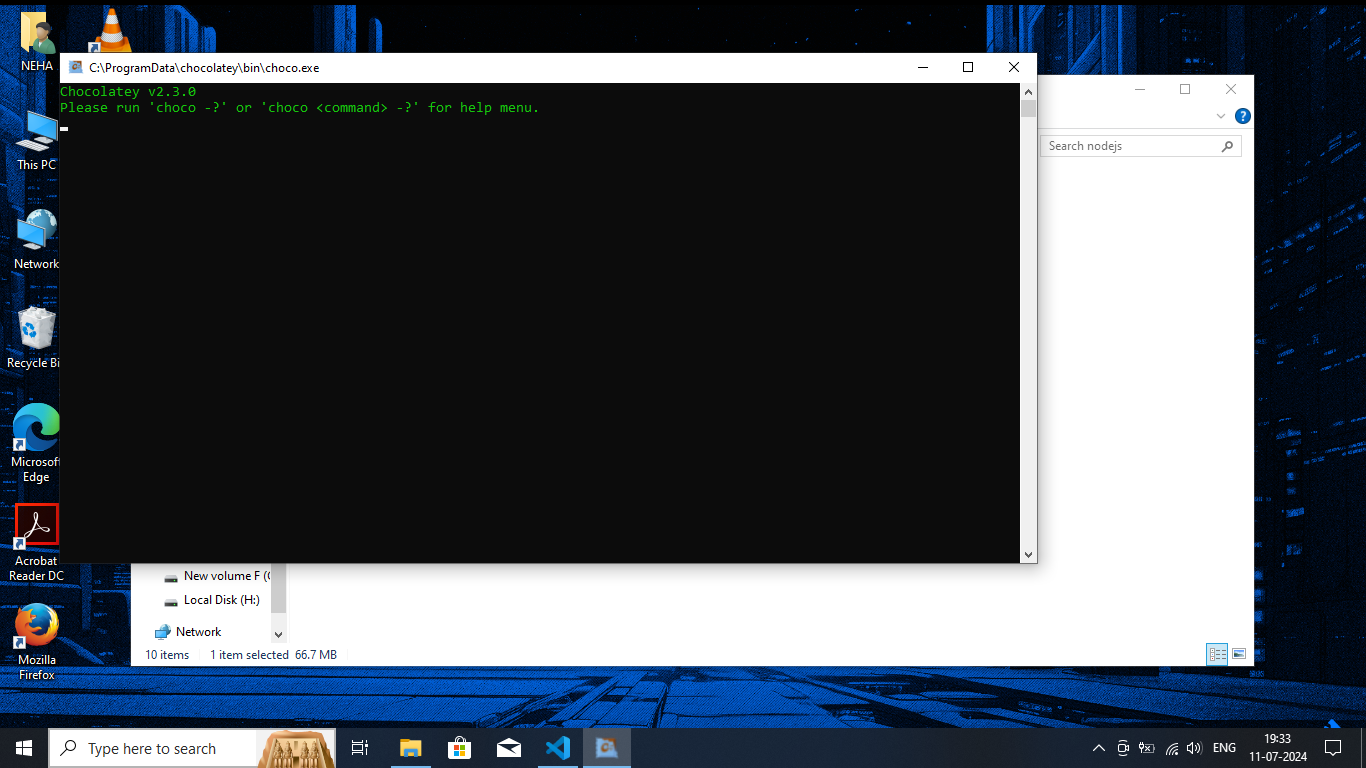 NEHA
This PC
Network
Recycle Bi
Microsof
Edge
Acrobat
Reader DC
Mozilla
Firefox
C:\ProgramData\chocolatey\bin\choco.exe
Chocolatey v2.3.0
Please run 'choco -?' or 'choco <command> -?' for help menu.
?
Search nodejs
New volume F (G
Local Disk (H:)
Network
10 items 1 item selected 66.7 MB
Type here to search
ENG
19:33
11-07-2024